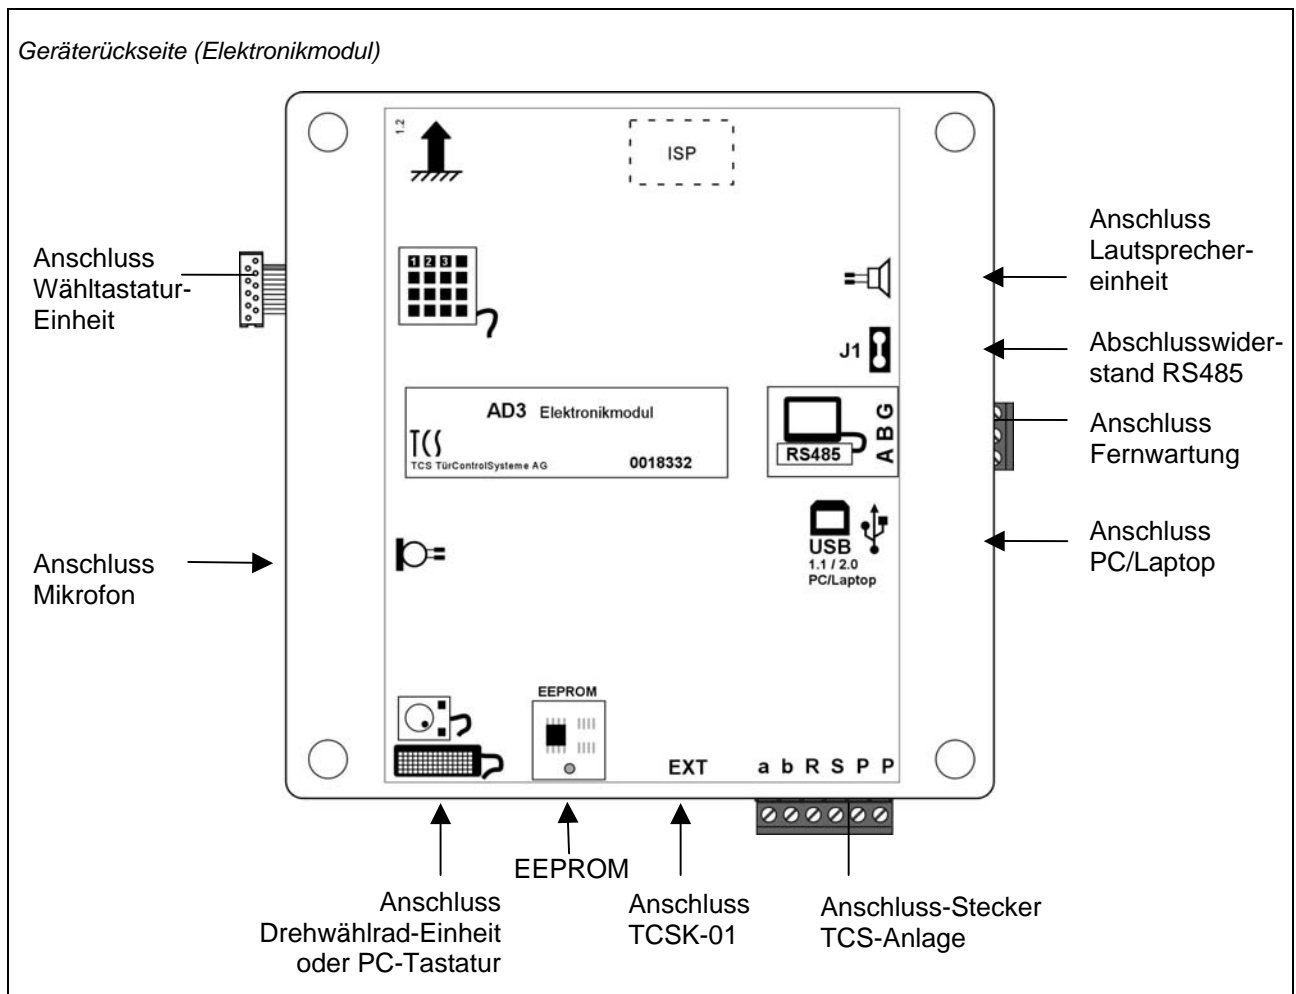 Geräterückseite (Elektronikmodul)
1.2
ISP
Anschluss
Wähltastatur-
Einheit
1 2 3
Anschluss
Lautsprecher-
einheit
J1
Abschlusswider-
stand RS485
AD3 Elektronikmodul
TCS
TCS TürControlSysteme AG 0018332
RS485
A B G
Anschluss
Fernwartung
USB
1.1 / 2.0
PC/Laptop
Anschluss
PC/Laptop
Anschluss
Mikrofon
EEPROM
EXT
a b R S P P
Anschluss
Drehwählrad-Einheit
oder PC-Tastatur
EEPROM
Anschluss
TCSK-01
Anschluss-Stecker
TCS-Anlage